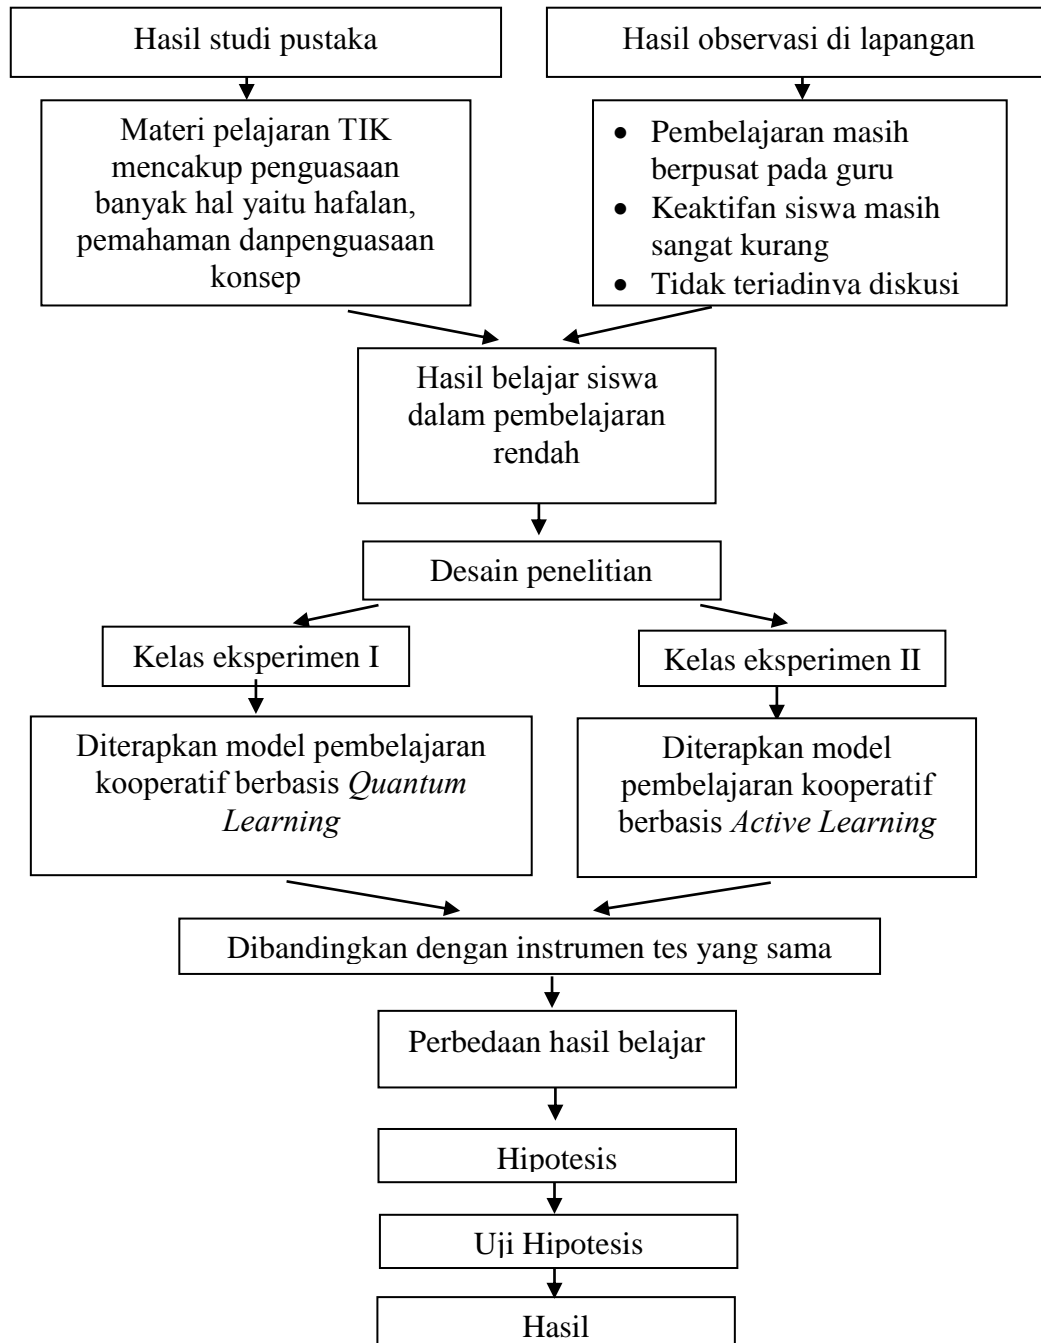 Hasil studi pustaka
Hasil observasi di lapangan
Materi pelajaran TIK
mencakup penguasaan
banyak hal yaitu hafalan,
pemahaman danpenguasaan
konsep
• Pembelajaran masih
berpusat pada guru
• Keaktifan siswa masih
sangat kurang
• Tidak terjadinya diskusi
Hasil belajar siswa
dalam pembelajaran
rendah
Desain penelitian
Kelas eksperimen I
Kelas eksperimen II
Diterapkan model pembelajaran
kooperatif berbasis Quantum
Learning
Diterapkan model
pembelajaran kooperatif
berbasis Active Learning
Dibandingkan dengan instrumen tes yang sama
Perbedaan hasil belajar
Hipotesis
Uji Hipotesis
Hasil